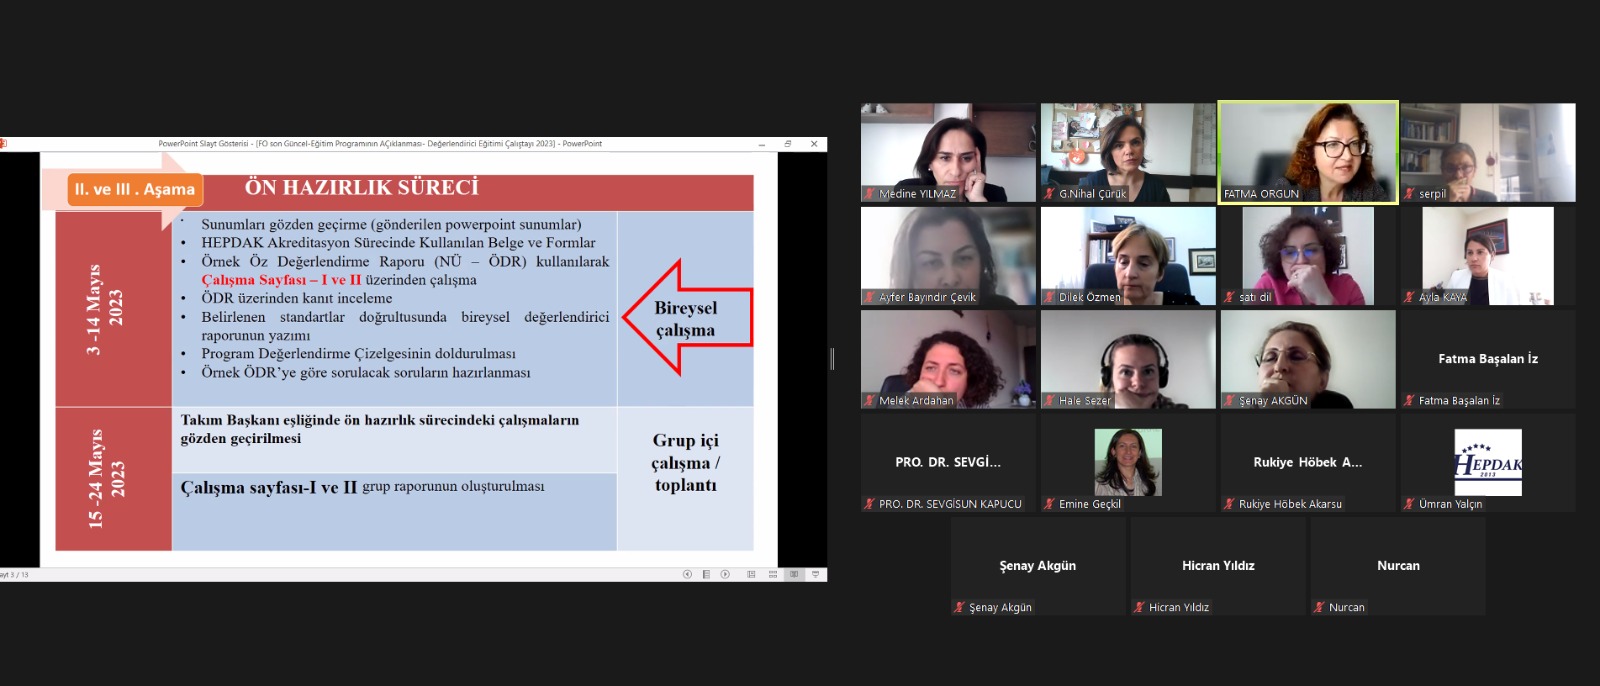 PowerPoint Slayt Gösterisi - [FO son Güncel-Eğitim Programının AÇıklanması- Değerlendirici Eğitimi Çalıştayı 2023] - PowerPoint
II. ve III . Aşama
ÖN HAZIRLIK SÜRECİ
3 -14 Mayıs
2023
Sunumları gözden geçirme (gönderilen powerpoint sunumlar)
• HEPDAK Akreditasyon Sürecinde Kullanılan Belge ve Formlar
• Örnek Öz Değerlendirme Raporu (NÜ – ÖDR) kullanılarak
Çalışma Sayfası – I ve II üzerinden çalışma
• ÖDR üzerinden kanıt inceleme
• Belirlenen standartlar doğrultusunda bireysel değerlendirici
raporunun yazımı
• Program Değerlendirme Çizelgesinin doldurulması
• Örnek ÖDR'ye göre sorulacak soruların hazırlanması
Bireysel
çalışma
15 -24 Mayıs
2023
Takım Başkanı eşliğinde ön hazırlık sürecindeki çalışmaların
gözden geçirilmesi
Çalışma sayfası-I ve II grup raporunun oluşturulması
Grup içi
çalışma /
toplantı
ayt 3 / 13
Medine YILMAZ
G.Nihal Çürük
FATMA ORGUN
serpil
Ayfer Bayındır Çevik
Dilek Özmen
satı dil
Ayla KAYA
Melek Ardahan
Hale Sezer
Şenay AKGÜN
Fatma Başalan İz
Fatma Başalan İz
PRO. DR. SEVGİ...
PRO. DR. SEVGİSUN KAPUCU
Emine Geçkil
Rukiye Höbek A...
Rukiye Höbek Akarsu
HEPDAK
2013
Ümran Yalçın
Şenay Akgün
Şenay Akgün
Hicran Yıldız
Hicran Yıldız
Nurcan
Nurcan